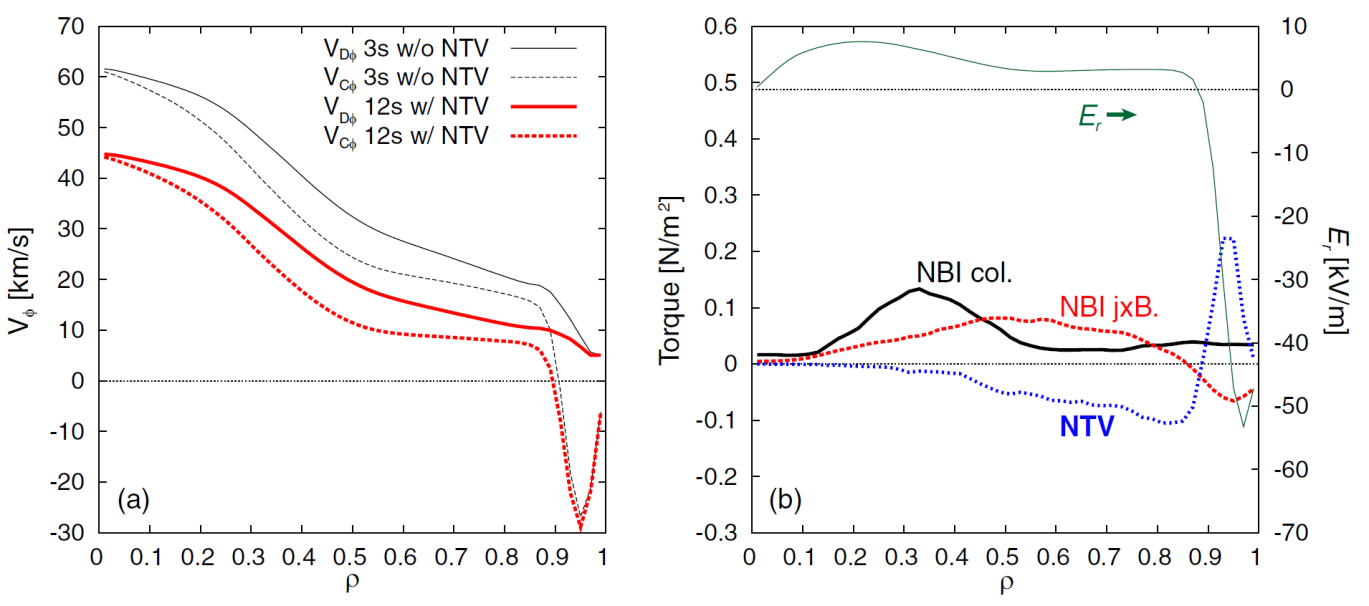 70
60
50
40
30
20
10
0
-10
-20
-30
V_ϕ [km/s]
V_Dϕ 3s w/o NTV
V_Cϕ 3s w/o NTV
V_Dϕ 12s w/ NTV
V_Cϕ 12s w/ NTV
(a)
0 0.1 0.2 0.3 0.4 0.5 0.6 0.7 0.8 0.9 1
ρ
0.6
0.5
0.4
0.3
0.2
0.1
0
-0.1
-0.2
-0.3
Torque [N/m²]
E_r →
NBI col.
NBI jxB.
NTV
(b)
0 0.1 0.2 0.3 0.4 0.5 0.6 0.7 0.8 0.9 1
ρ
10
0
-10
-20
-30
-40
-50
-60
-70
E_r [kV/m]